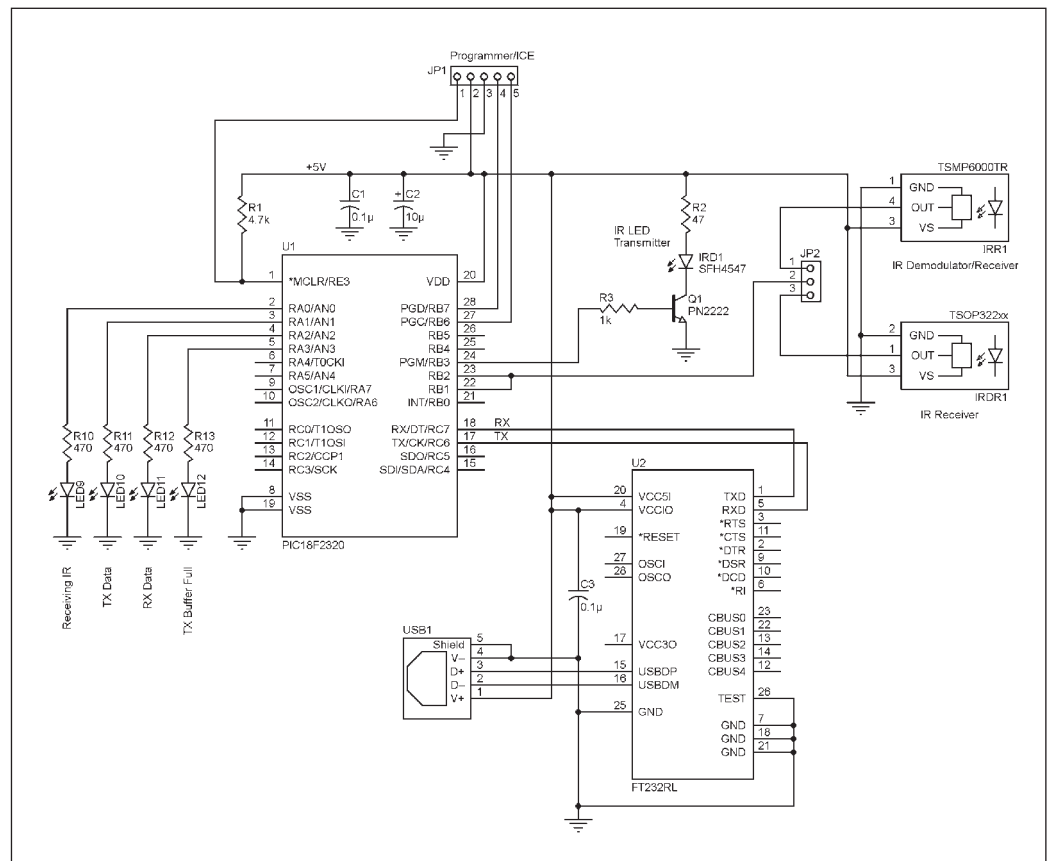 Programmer/ICE
JP1
1 2 3 4 5
+5V
R1
4.7k
C1
0.1µ
+ C2
10µ
R2
47
IR LED
Transmitter
IRD1
SFH4547
R3
1k
Q1
PN2222
JP2
1
2
3
TSMP6000TR
1 GND
4 OUT
3 VS
IRR1
IR Demodulator/Receiver
TSOP322xx
2 GND
1 OUT
3 VS
IRDR1
IR Receiver
U1
1 *MCLR/RE3
2 RA0/AN0
3 RA1/AN1
4 RA2/AN2
5 RA3/AN3
6 RA4/T0CKI
7 RA5/AN4
9 OSC1/CLKI/RA7
10 OSC2/CLKO/RA6
11 RC0/T1OSO
12 RC1/T1OSI
13 RC2/CCP1
14 RC3/SCK
8 VSS
19 VSS
VDD 20
PGD/RB7 28
PGC/RB6 27
RB5 26
RB4 25
PGM/RB3 24
RB2 23
RB1 22
INT/RB0 21
RX/DT/RC7 18 RX
TX/CK/RC6 17 TX
SDO/RC5 16
SDI/SDA/RC4 15
PIC18F2320
R10
470
R11
470
R12
470
R13
470
LED9
LED10
LED11
LED12
Receiving IR
TX Data
RX Data
TX Buffer Full
U2
20 VCC5I
4 VCCIO
19 *RESET
27 OSCI
28 OSCO
17 VCC3O
15 USBDP
16 USBDM
25 GND
TXD 1
RXD 5
*RTS 3
*CTS 11
*DTR 2
*DSR 9
*DCD 10
*RI 6
CBUS0 23
CBUS1 22
CBUS2 13
CBUS3 14
CBUS4 12
TEST 26
GND 7
GND 18
GND 21
FT232RL
C3
0.1µ
USB1
Shield 5
V– 4
D+ 3
D– 2
V+ 1